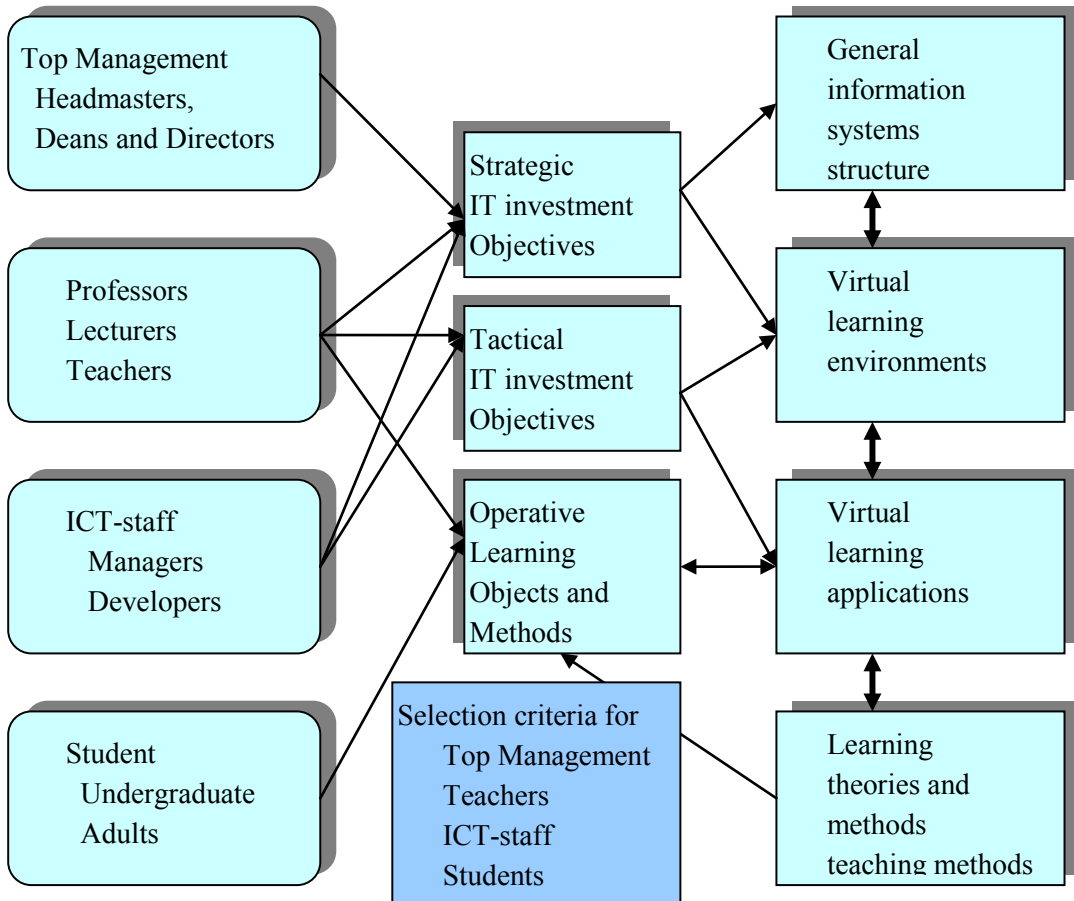 Top Management
Headmasters,
Deans and Directors
Professors
Lecturers
Teachers
ICT-staff
Managers
Developers
Student
Undergraduate
Adults
Strategic
IT investment
Objectives
Tactical
IT investment
Objectives
Operative
Learning
Objects and
Methods
Selection criteria for
Top Management
Teachers
ICT-staff
Students
General
information
systems
structure
Virtual
learning
environments
Virtual
learning
applications
Learning
theories and
methods
teaching methods